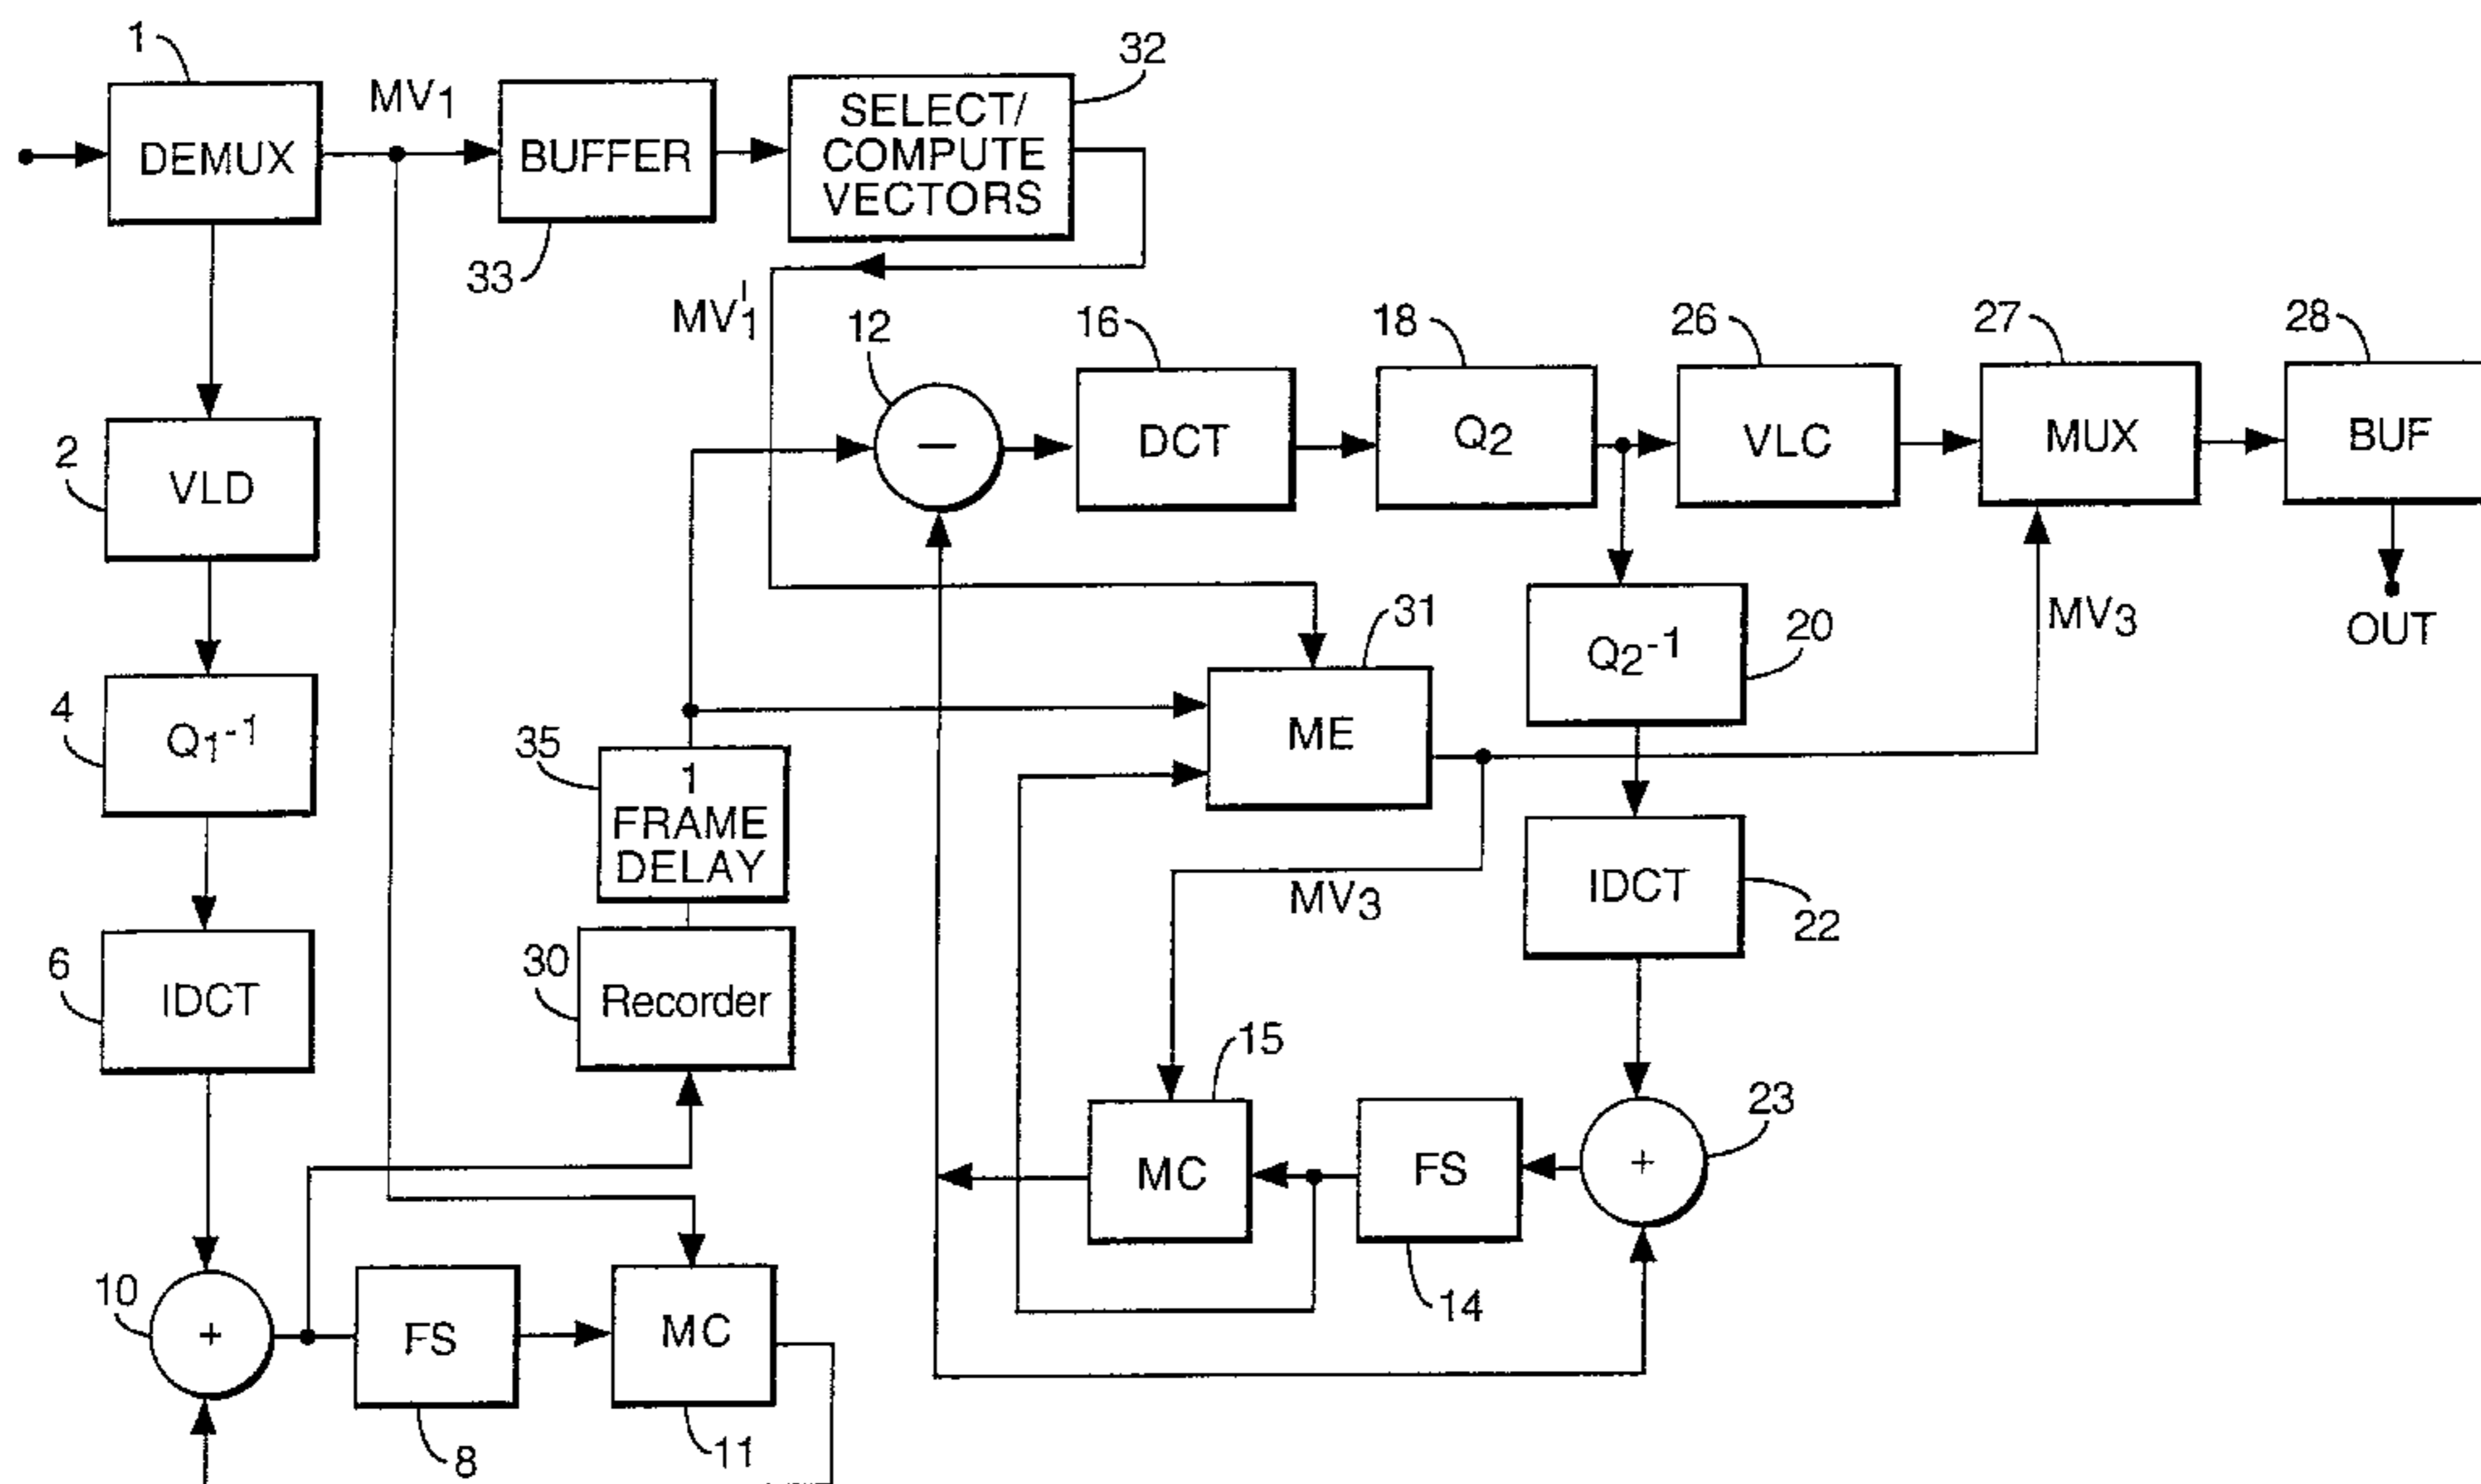 1
32
MV1
DEMUX
BUFFER
SELECT/
COMPUTE
VECTORS
33
MV1'
12
16
18
26
27
28
−
DCT
Q2
VLC
MUX
BUF
2
VLD
31
MV3
OUT
Q2-1
20
4
Q1-1
35
1
FRAME
DELAY
ME
IDCT
22
MV3
6
IDCT
30
Recorder
15
23
MC
FS
+
14
10
+
FS
MC
8
11